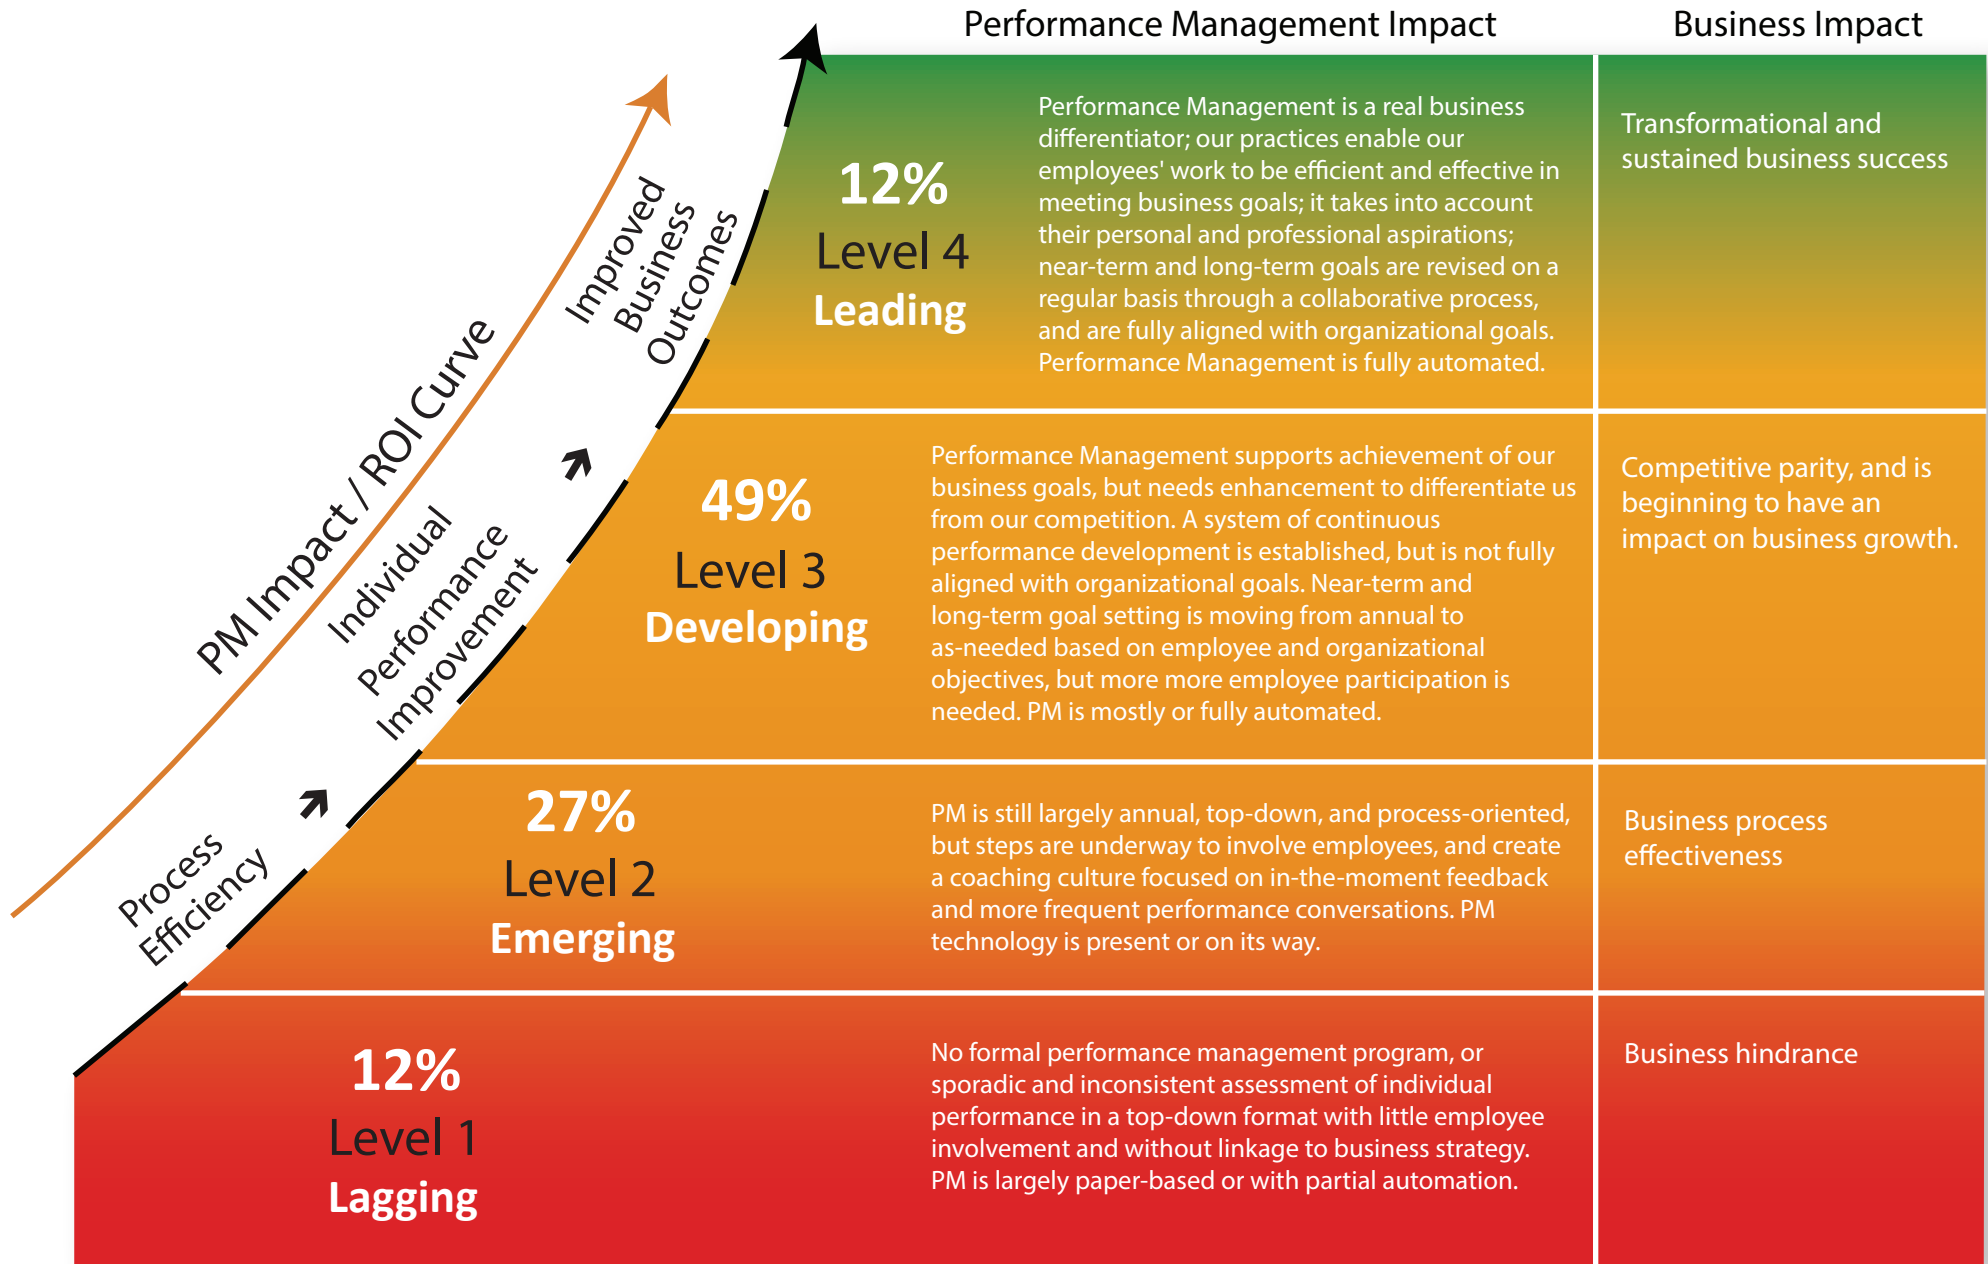 Performance Management Impact
Business Impact
PM Impact / ROI Curve
Improved
Business
Outcomes
Individual
Performance
Improvement
Process
Efficiency
12%
Level 4
Leading
Performance Management is a real business
differentiator; our practices enable our
employees' work to be efficient and effective in
meeting business goals; it takes into account
their personal and professional aspirations;
near-term and long-term goals are revised on a
regular basis through a collaborative process,
and are fully aligned with organizational goals.
Performance Management is fully automated.
Transformational and
sustained business success
49%
Level 3
Developing
Performance Management supports achievement of our
business goals, but needs enhancement to differentiate us
from our competition. A system of continuous
performance development is established, but is not fully
aligned with organizational goals. Near-term and
long-term goal setting is moving from annual to
as-needed based on employee and organizational
objectives, but more more employee participation is
needed. PM is mostly or fully automated.
Competitive parity, and is
beginning to have an
impact on business growth.
27%
Level 2
Emerging
PM is still largely annual, top-down, and process-oriented,
but steps are underway to involve employees, and create
a coaching culture focused on in-the-moment feedback
and more frequent performance conversations. PM
technology is present or on its way.
Business process
effectiveness
12%
Level 1
Lagging
No formal performance management program, or
sporadic and inconsistent assessment of individual
performance in a top-down format with little employee
involvement and without linkage to business strategy.
PM is largely paper-based or with partial automation.
Business hindrance